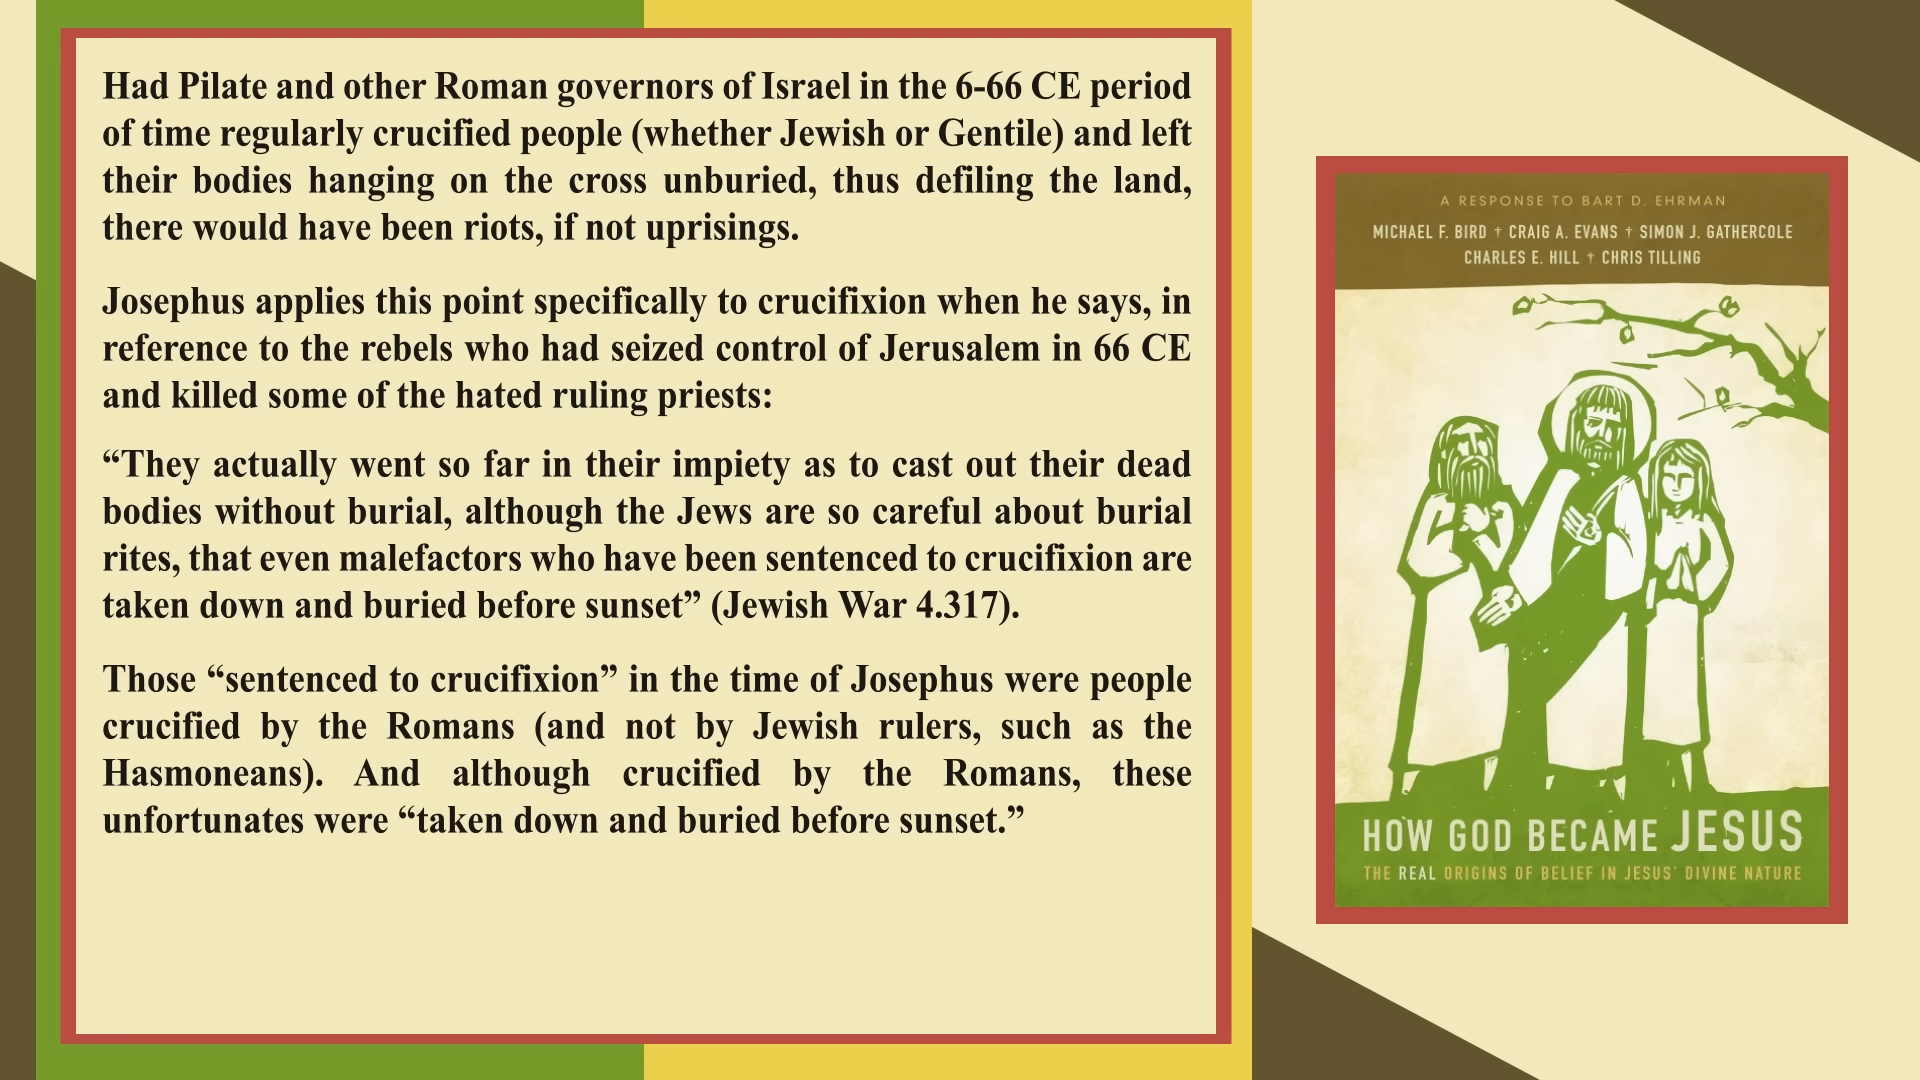 Had Pilate and other Roman governors of Israel in the 6-66 CE period
of time regularly crucified people (whether Jewish or Gentile) and left
their bodies hanging on the cross unburied, thus defiling the land,
there would have been riots, if not uprisings.
Josephus applies this point specifically to crucifixion when he says, in
reference to the rebels who had seized control of Jerusalem in 66 CE
and killed some of the hated ruling priests:
“They actually went so far in their impiety as to cast out their dead
bodies without burial, although the Jews are so careful about burial
rites, that even malefactors who have been sentenced to crucifixion are
taken down and buried before sunset” (Jewish War 4.317).
Those “sentenced to crucifixion” in the time of Josephus were people
crucified by the Romans (and not by Jewish rulers, such as the
Hasmoneans). And although crucified by the Romans, these
unfortunates were “taken down and buried before sunset.”
A RESPONSE TO BART D. EHRMAN
MICHAEL F. BIRD † CRAIG A. EVANS † SIMON J. GATHERCOLE
CHARLES E. HILL † CHRIS TILLING
HOW GOD BECAME JESUS
THE REAL ORIGINS OF BELIEF IN JESUS' DIVINE NATURE